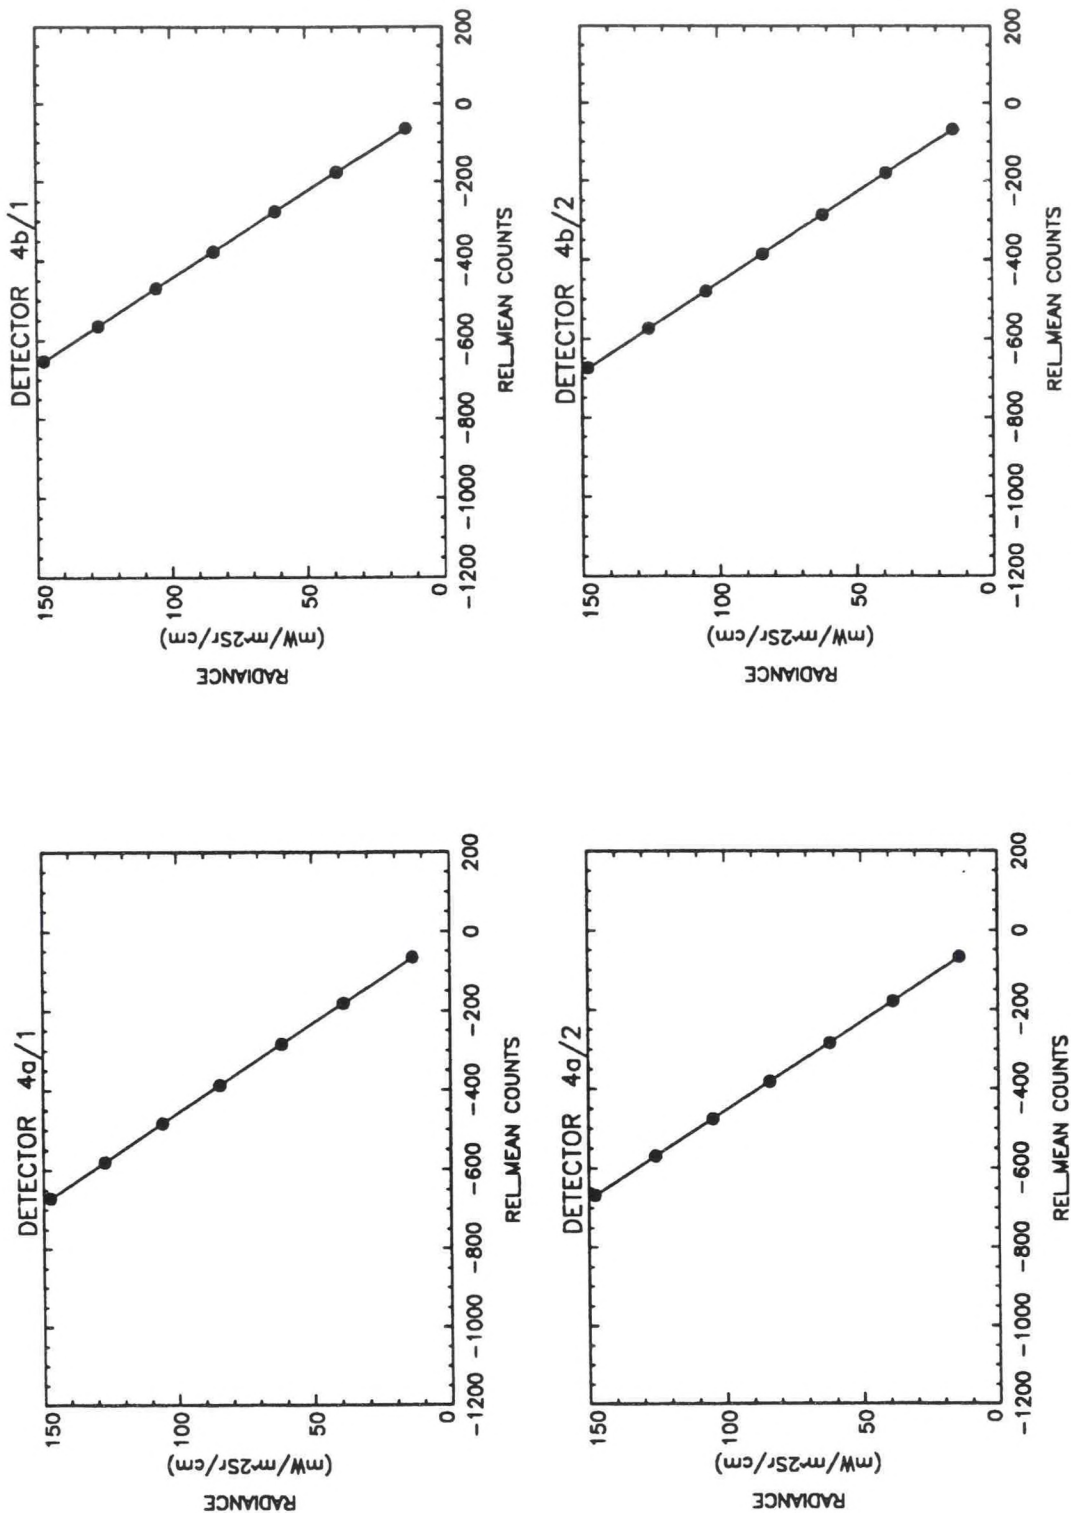 DETECTOR 4a/1
RADIANCE
(mW/m^2Sr/cm)
150
100
50
0
-1200 -1000 -800 -600 -400 -200 0 200
REL_MEAN COUNTS
DETECTOR 4b/1
RADIANCE
(mW/m^2Sr/cm)
150
100
50
0
-1200 -1000 -800 -600 -400 -200 0 200
REL_MEAN COUNTS
DETECTOR 4a/2
RADIANCE
(mW/m^2Sr/cm)
150
100
50
0
-1200 -1000 -800 -600 -400 -200 0 200
REL_MEAN COUNTS
DETECTOR 4b/2
RADIANCE
(mW/m^2Sr/cm)
150
100
50
0
-1200 -1000 -800 -600 -400 -200 0 200
REL_MEAN COUNTS